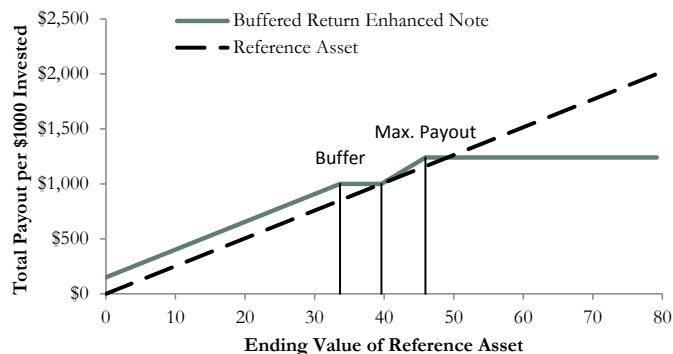 $2,500
$2,000
$1,500
$1,000
$500
$0
Total Payout per $1000 Invested
Buffered Return Enhanced Note
Reference Asset
Max. Payout
Buffer
0 10 20 30 40 50 60 70 80
Ending Value of Reference Asset